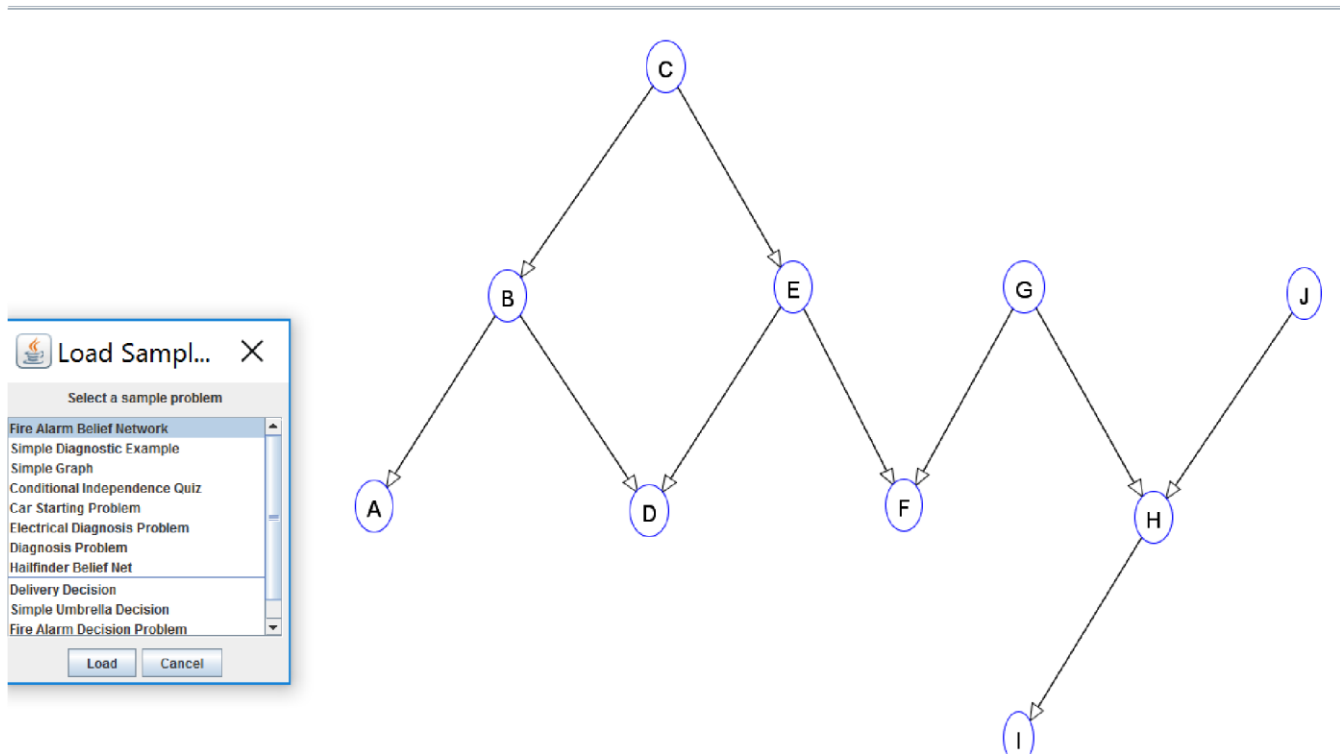 C
B
E
G
J
A
D
F
H
I
Load Sampl...
Select a sample problem
Fire Alarm Belief Network
Simple Diagnostic Example
Simple Graph
Conditional Independence Quiz
Car Starting Problem
Electrical Diagnosis Problem
Diagnosis Problem
Hailfinder Belief Net
Delivery Decision
Simple Umbrella Decision
Fire Alarm Decision Problem
Load Cancel